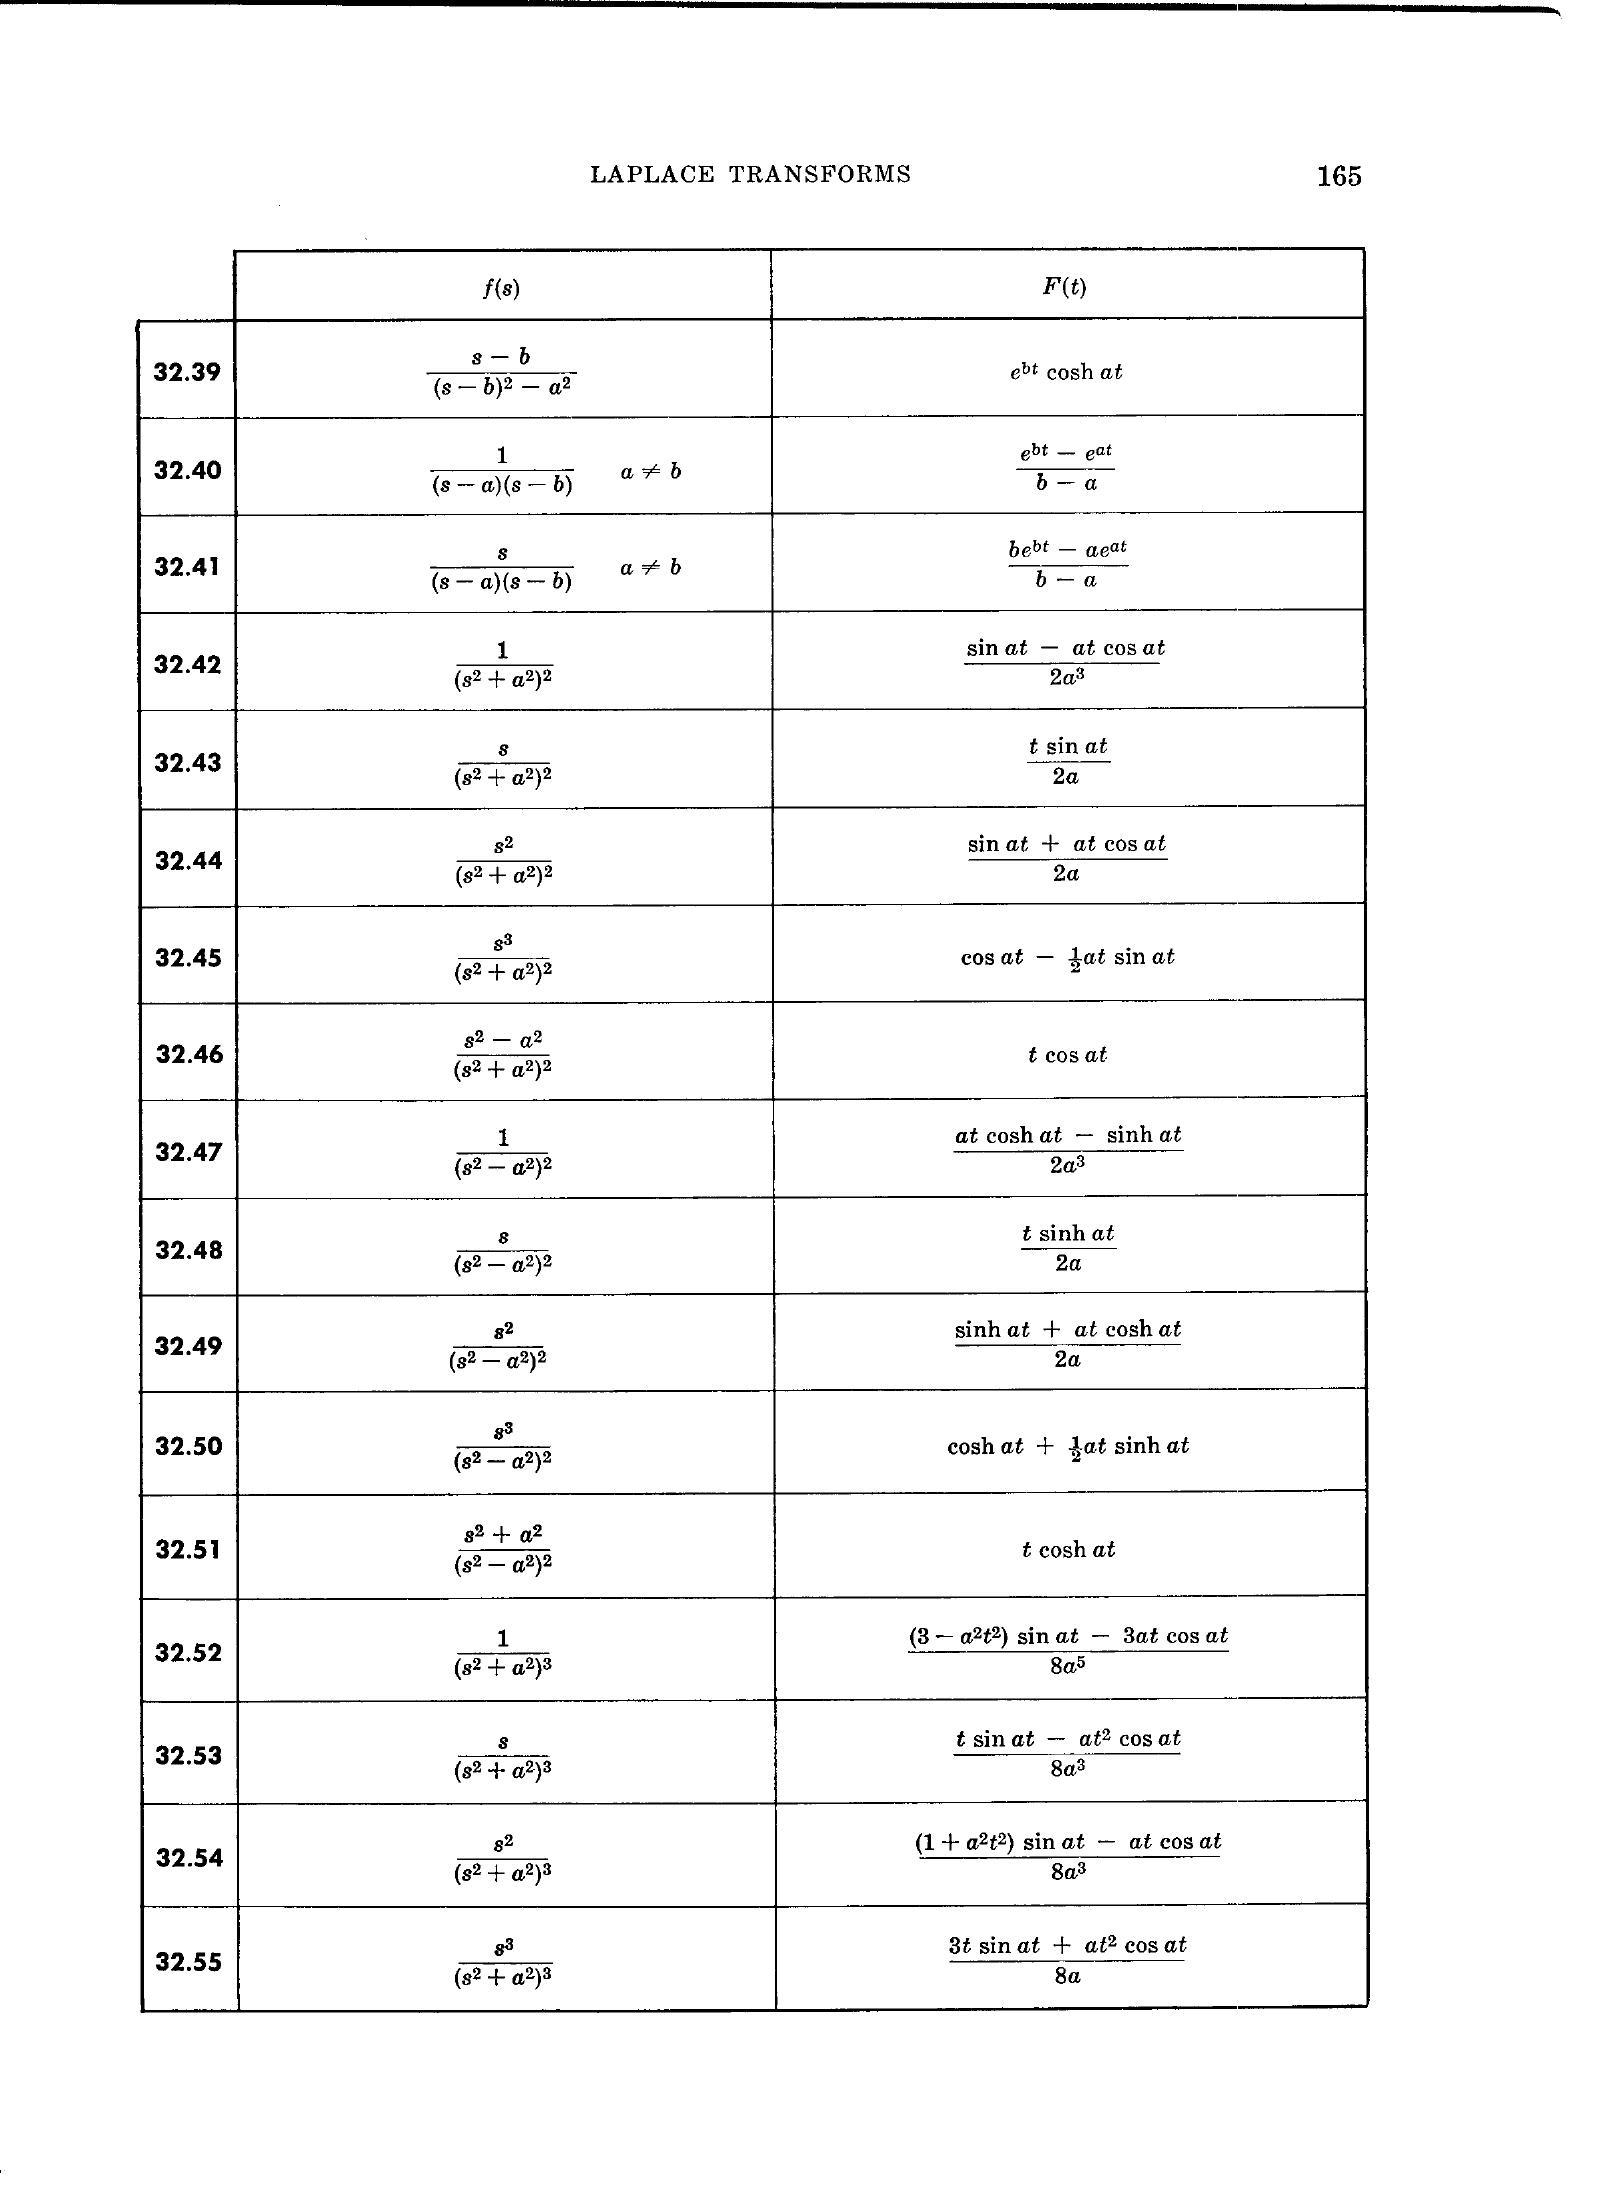 LAPLACE TRANSFORMS 165
f(s) F(t)
32.39 \frac{s - b}{(s - b)^2 - a^2} e^{bt} cosh at
32.40 \frac{1}{(s - a)(s - b)} a ≠ b \frac{e^{bt} - e^{at}}{b - a}
32.41 \frac{s}{(s - a)(s - b)} a ≠ b \frac{be^{bt} - ae^{at}}{b - a}
32.42 \frac{1}{(s^2 + a^2)^2} \frac{sin at - at cos at}{2a^3}
32.43 \frac{s}{(s^2 + a^2)^2} \frac{t sin at}{2a}
32.44 \frac{s^2}{(s^2 + a^2)^2} \frac{sin at + at cos at}{2a}
32.45 \frac{s^3}{(s^2 + a^2)^2} cos at - ½at sin at
32.46 \frac{s^2 - a^2}{(s^2 + a^2)^2} t cos at
32.47 \frac{1}{(s^2 - a^2)^2} \frac{at cosh at - sinh at}{2a^3}
32.48 \frac{s}{(s^2 - a^2)^2} \frac{t sinh at}{2a}
32.49 \frac{s^2}{(s^2 - a^2)^2} \frac{sinh at + at cosh at}{2a}
32.50 \frac{s^3}{(s^2 - a^2)^2} cosh at + ½at sinh at
32.51 \frac{s^2 + a^2}{(s^2 - a^2)^2} t cosh at
32.52 \frac{1}{(s^2 + a^2)^3} \frac{(3 - a^2t^2) sin at - 3at cos at}{8a^5}
32.53 \frac{s}{(s^2 + a^2)^3} \frac{t sin at - at^2 cos at}{8a^3}
32.54 \frac{s^2}{(s^2 + a^2)^3} \frac{(1 + a^2t^2) sin at - at cos at}{8a^3}
32.55 \frac{s^3}{(s^2 + a^2)^3} \frac{3t sin at + at^2 cos at}{8a}